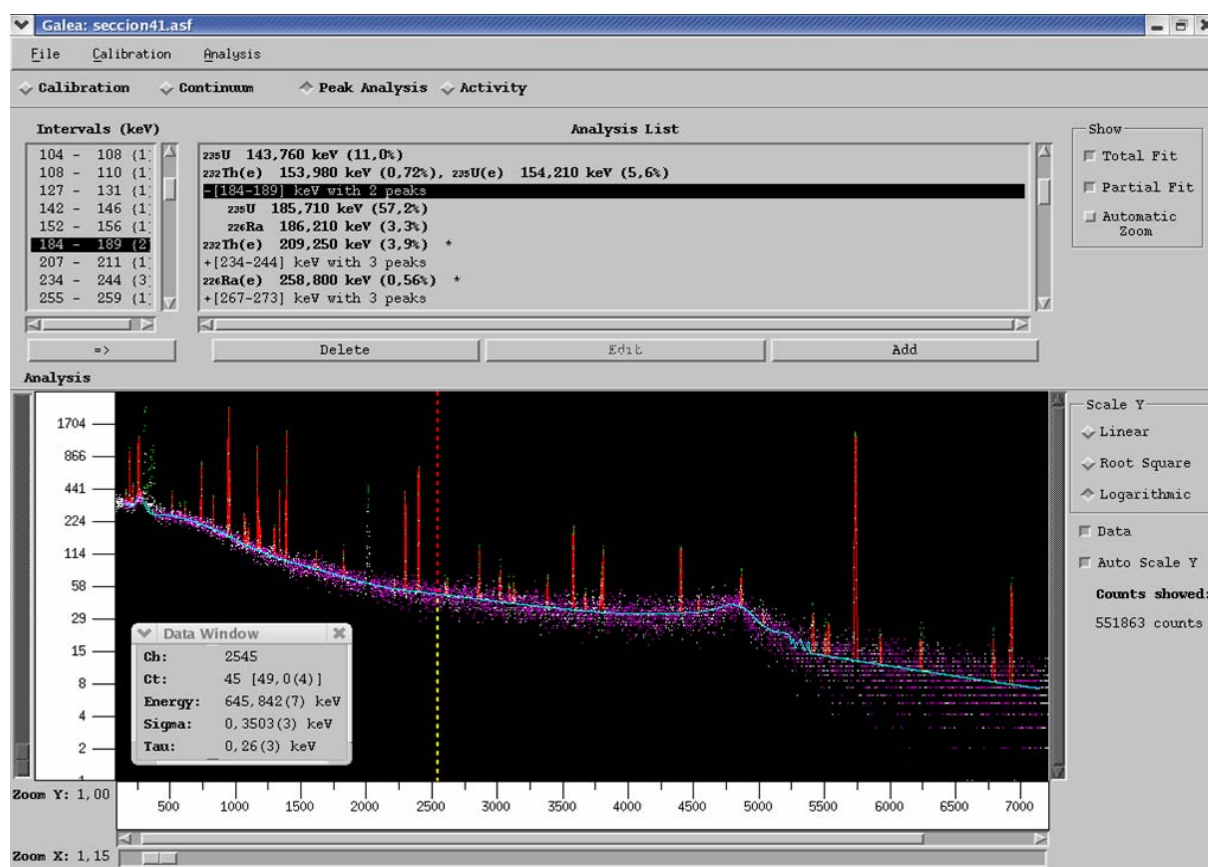 Galea: seccion41.asf
File Calibration Analysis
Calibration Continuum Peak Analysis Activity
Intervals (keV)
104 - 108 (1)
108 - 110 (1)
127 - 131 (1)
142 - 146 (1)
152 - 156 (1)
184 - 189 (2)
207 - 211 (1)
234 - 244 (3)
255 - 259 (1)
=>
Analysis List
235U 143,760 keV (11,0%)
232Th(e) 153,980 keV (0,72%), 235U(e) 154,210 keV (5,6%)
-[184-189] keV with 2 peaks
235U 185,710 keV (57,2%)
226Ra 186,210 keV (3,3%)
232Th(e) 209,250 keV (3,9%) *
+[234-244] keV with 3 peaks
226Ra(e) 258,800 keV (0,56%) *
+[267-273] keV with 3 peaks
Delete Edit Add
Show
Total Fit
Partial Fit
Automatic
Zoom
Analysis
1704
866
441
224
114
58
29
15
8
4
2
1
Data Window
Ch: 2545
Ct: 45 [49,0(4)]
Energy: 645,842(7) keV
Sigma: 0,3503(3) keV
Tau: 0,26(3) keV
500 1000 1500 2000 2500 3000 3500 4000 4500 5000 5500 6000 6500 7000
Scale Y
Linear
Root Square
Logarithmic
Data
Auto Scale Y
Counts showed:
551863 counts
Zoom Y: 1,00
Zoom X: 1,15